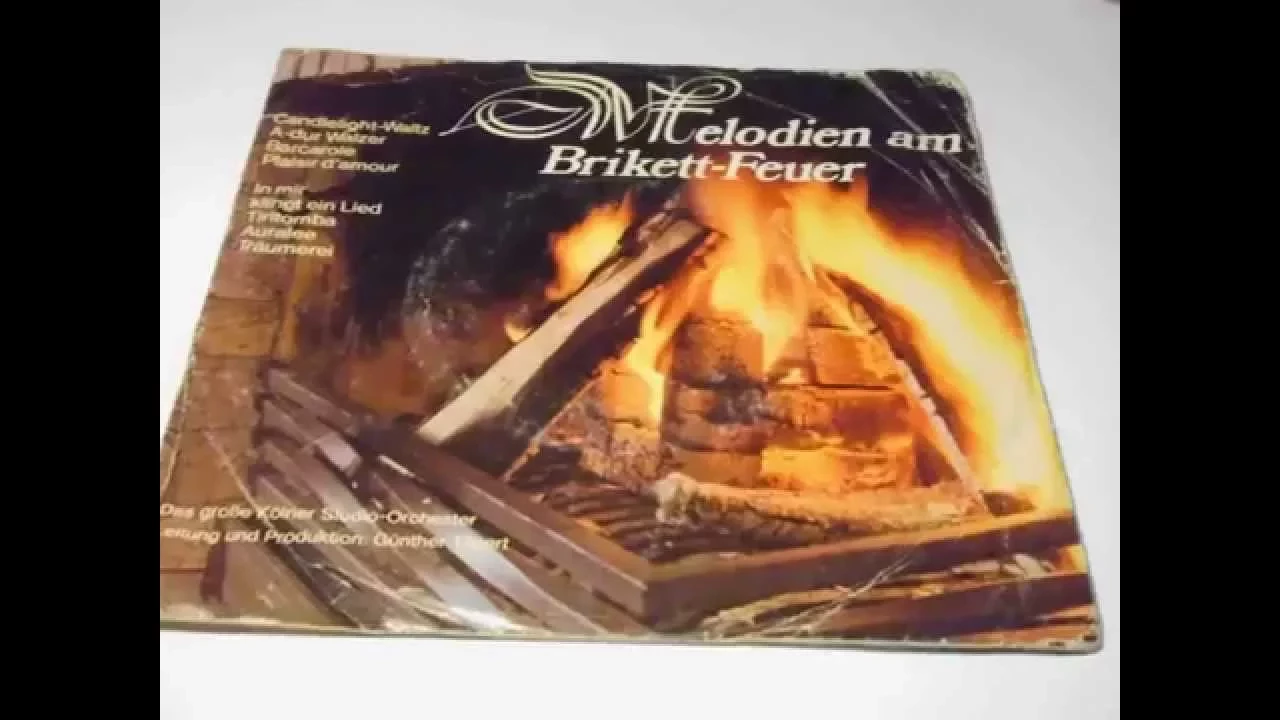 Melodien am
Brikett-Feuer
Candlelight-Waltz
A-dur Walzer
Barcarole
Plaisir d'amour
In mir
klingt ein Lied
Tiritomba
Auralee
Träumerei
Das große Kölner Studio-Orchester
und Produktion: Günther